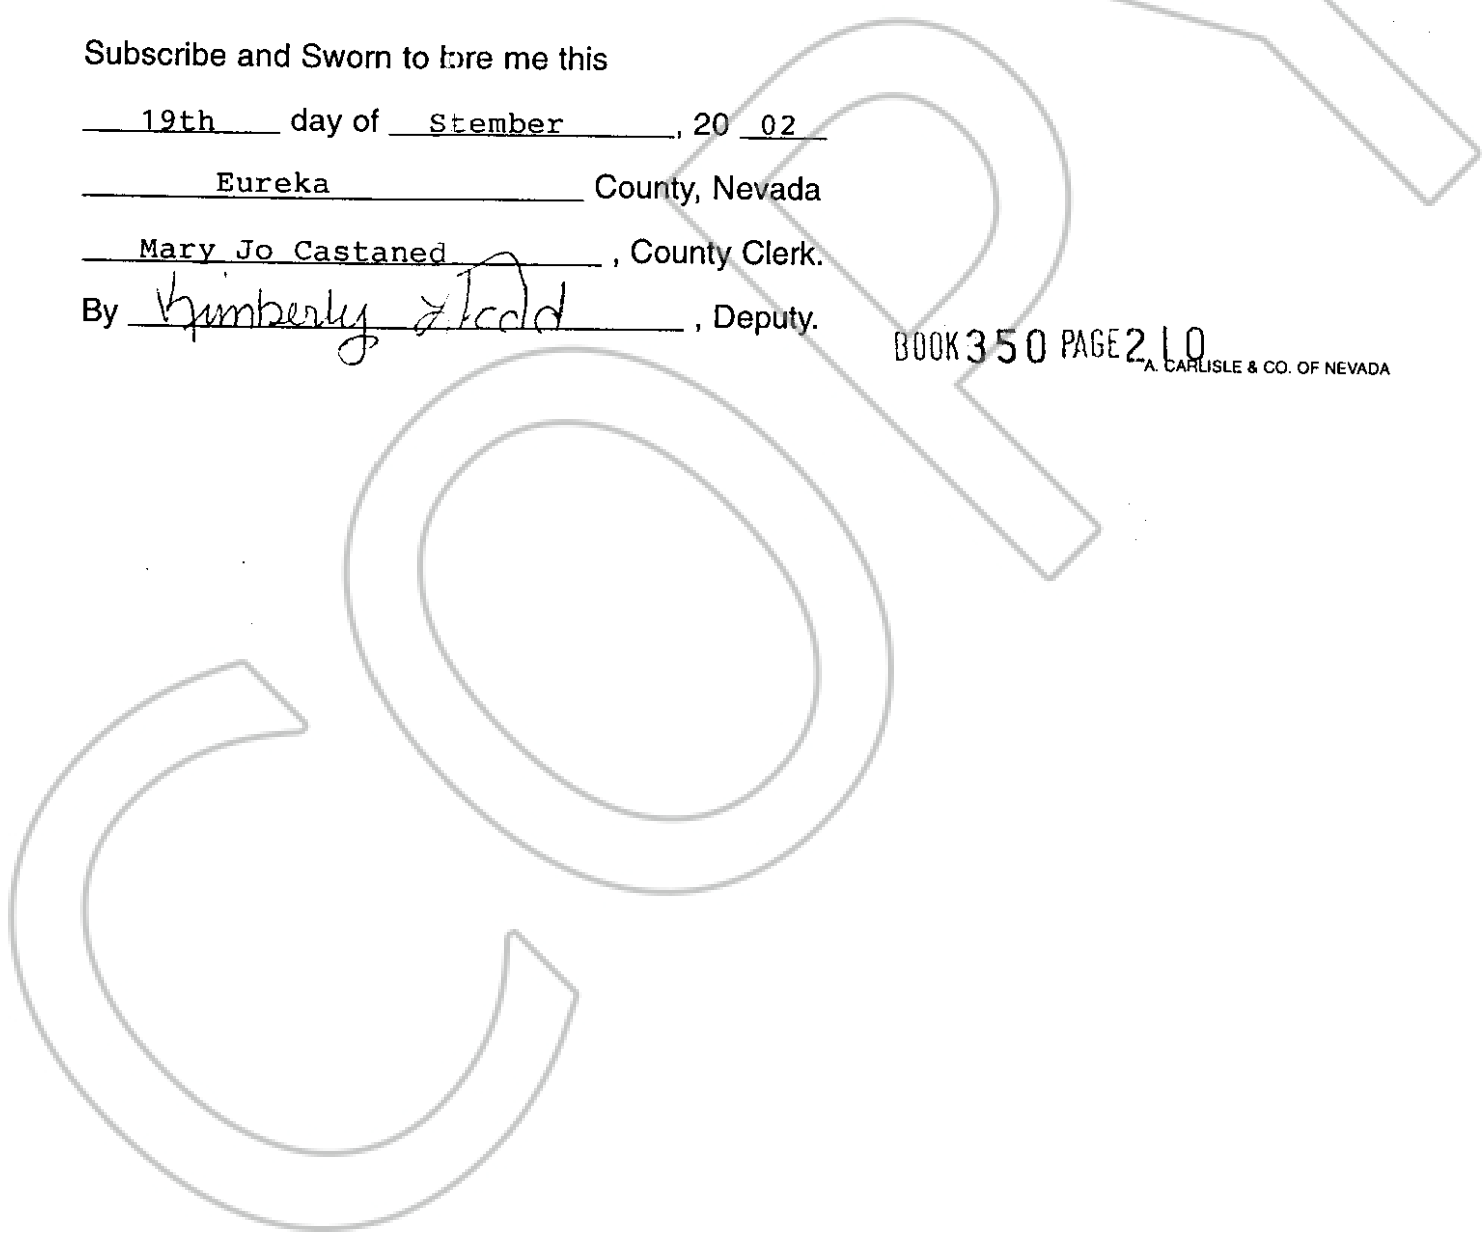 Subscribe and Sworn to bre me this
19th day of Stember, 20 02
Eureka County, Nevada
Mary Jo Castaned, County Clerk.
By Kimberly Todd, Deputy.
BOOK 350 PAGE 210
A. CARLISLE & CO. OF NEVADA
COPY